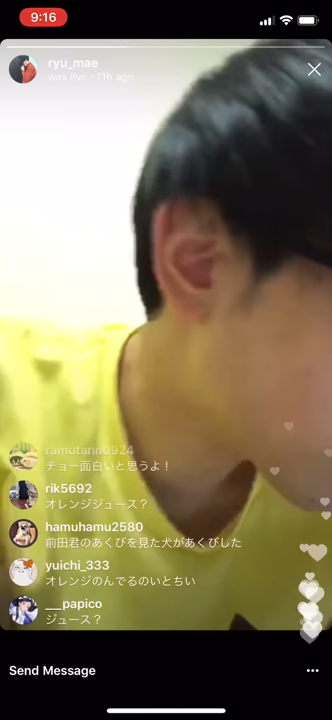 9:16
ryu_mae
was live · 11h ago
ramutann0924
チョー面白いと思うよ！
rik5692
オレンジジュース？
hamuhamu2580
前田君のあくびを見た犬があくびした
yuichi_333
オレンジのんでるのいとちい
___papico
ジュース？
Send Message